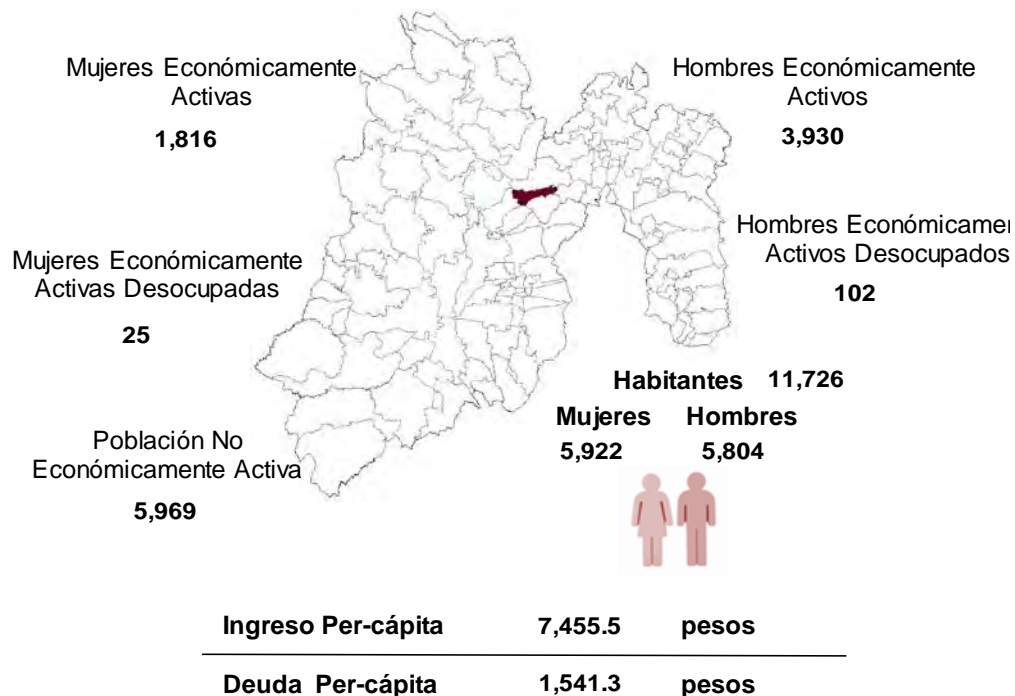 Mujeres Económicamente
Activas
1,816
Hombres Económicamente
Activos
3,930
Mujeres Económicamente
Activas Desocupadas
25
Hombres Económicamen
Activos Desocupados
102
Habitantes 11,726
Mujeres Hombres
5,922 5,804
Población No
Económicamente Activa
5,969
Ingreso Per-cápita 7,455.5 pesos
Deuda Per-cápita 1,541.3 pesos